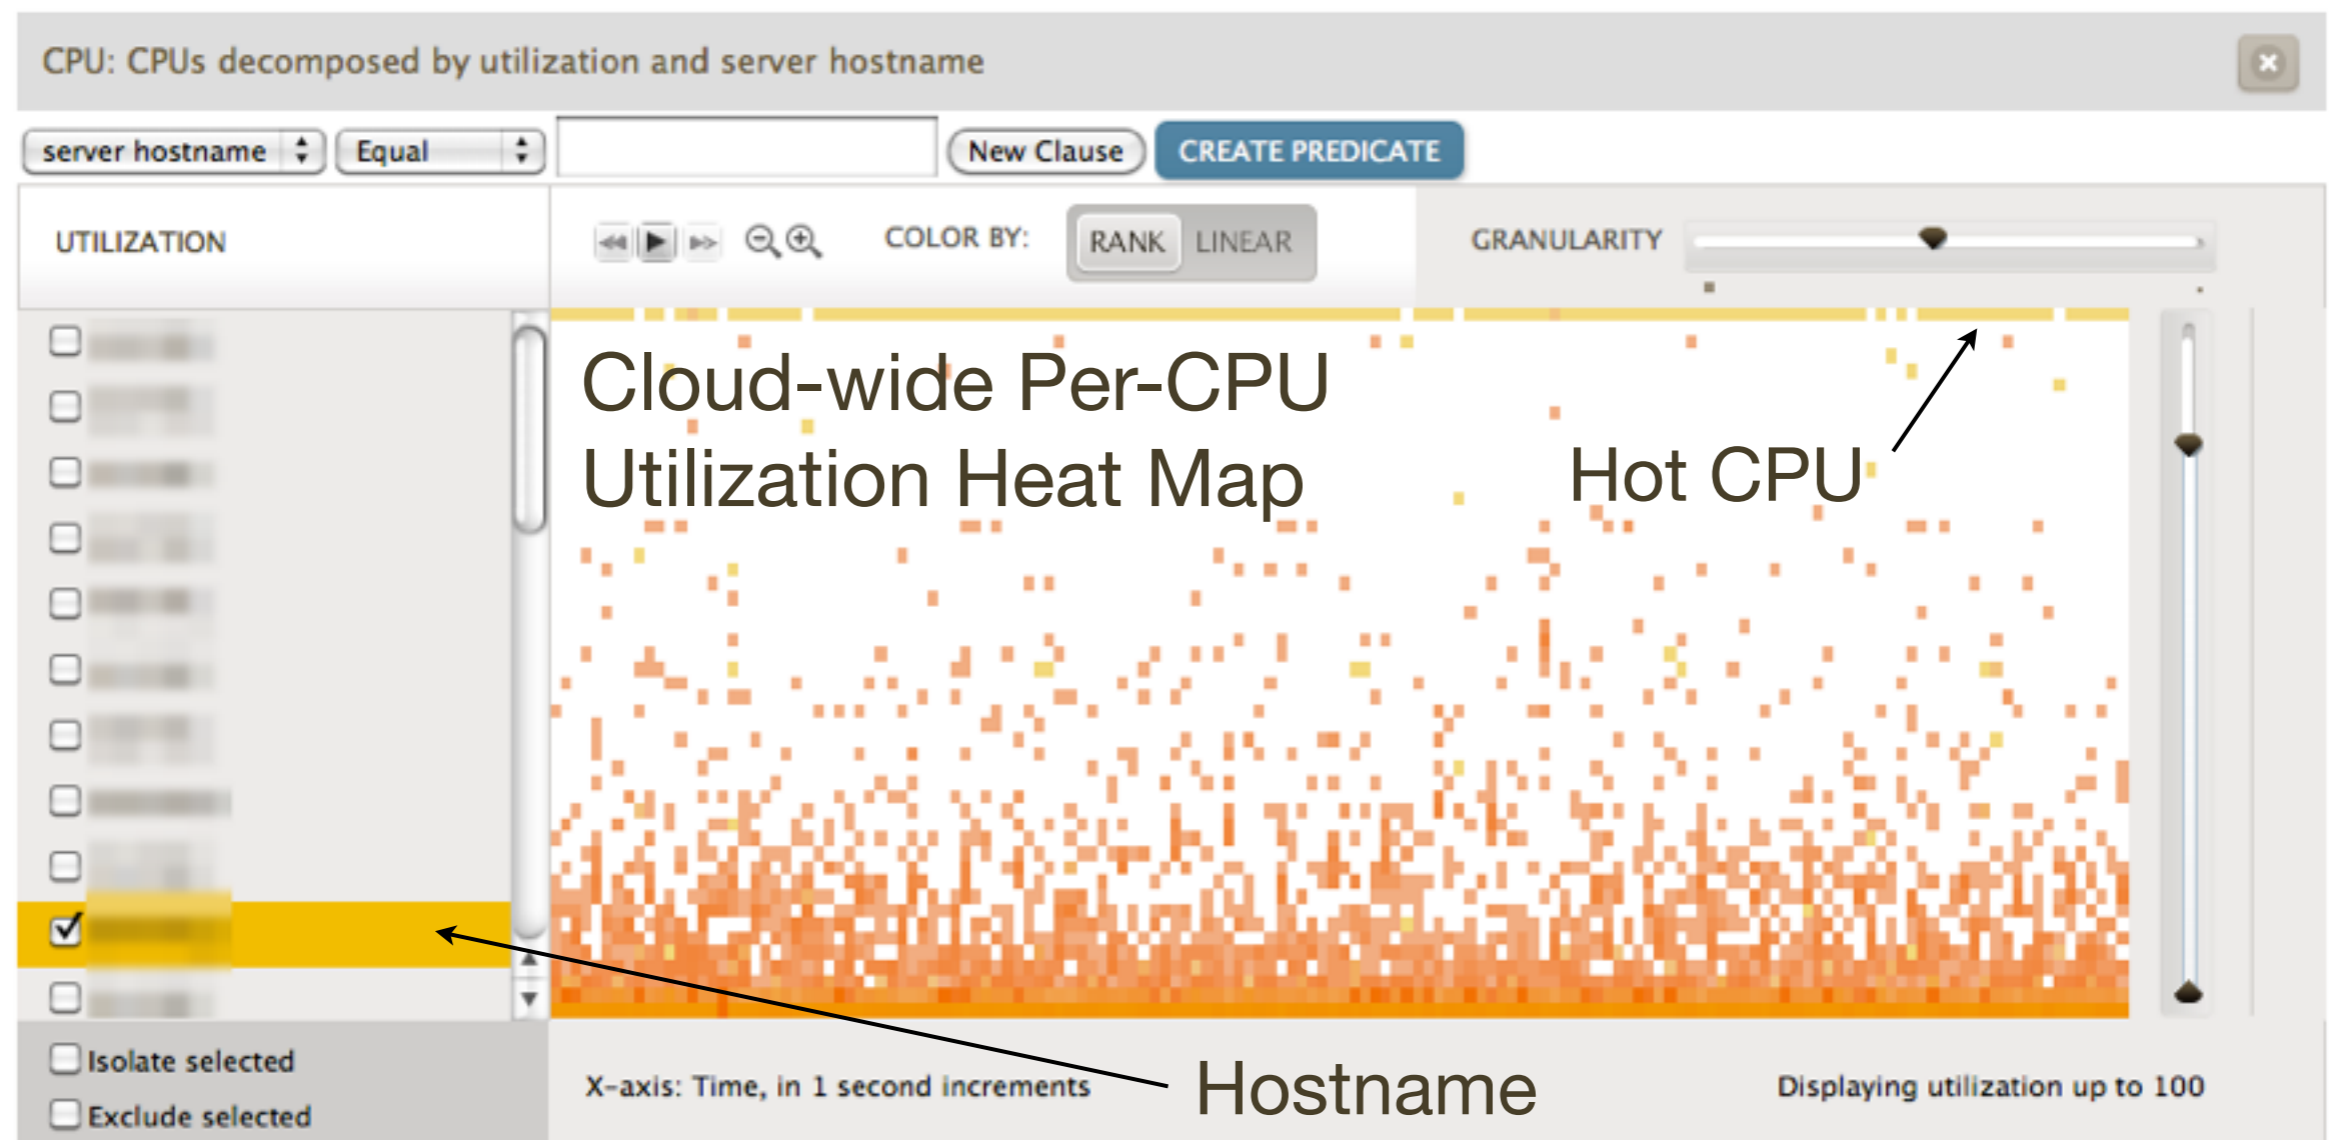 CPU: CPUs decomposed by utilization and server hostname
server hostname Equal New Clause CREATE PREDICATE
UTILIZATION COLOR BY: RANK LINEAR GRANULARITY
Cloud-wide Per-CPU
Utilization Heat Map
Hot CPU
Isolate selected
Exclude selected
X-axis: Time, in 1 second increments
Hostname
Displaying utilization up to 100